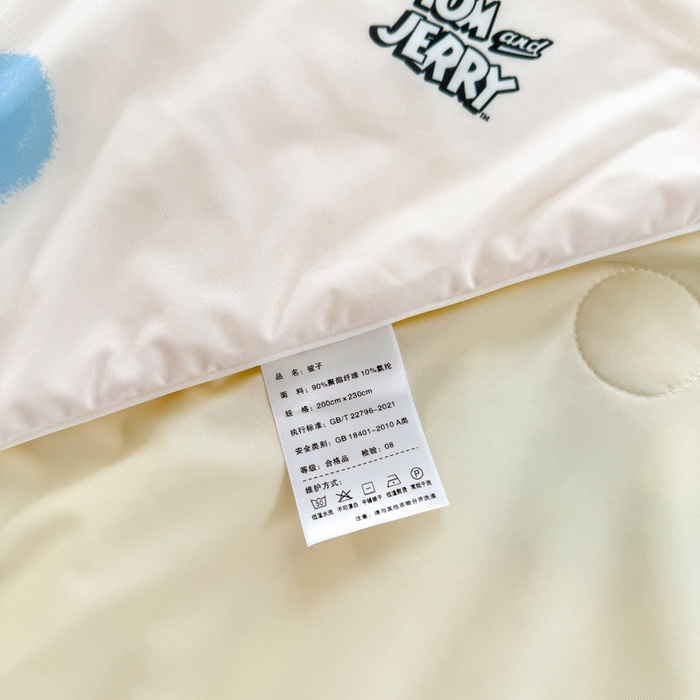 TOM and
JERRY™
品 名：被子
面 料：90%聚酯纤维 10%氨纶
规 格：200cm×230cm
执行标准：GB/T 22796-2021
安全类别：GB 18401-2010 A类
等级：合格品 检验：08
维护方式：
30 P
低温水洗 不可漂白 平铺晾干 低温熨烫 常规干洗
注意：请与其他衣物分开洗涤